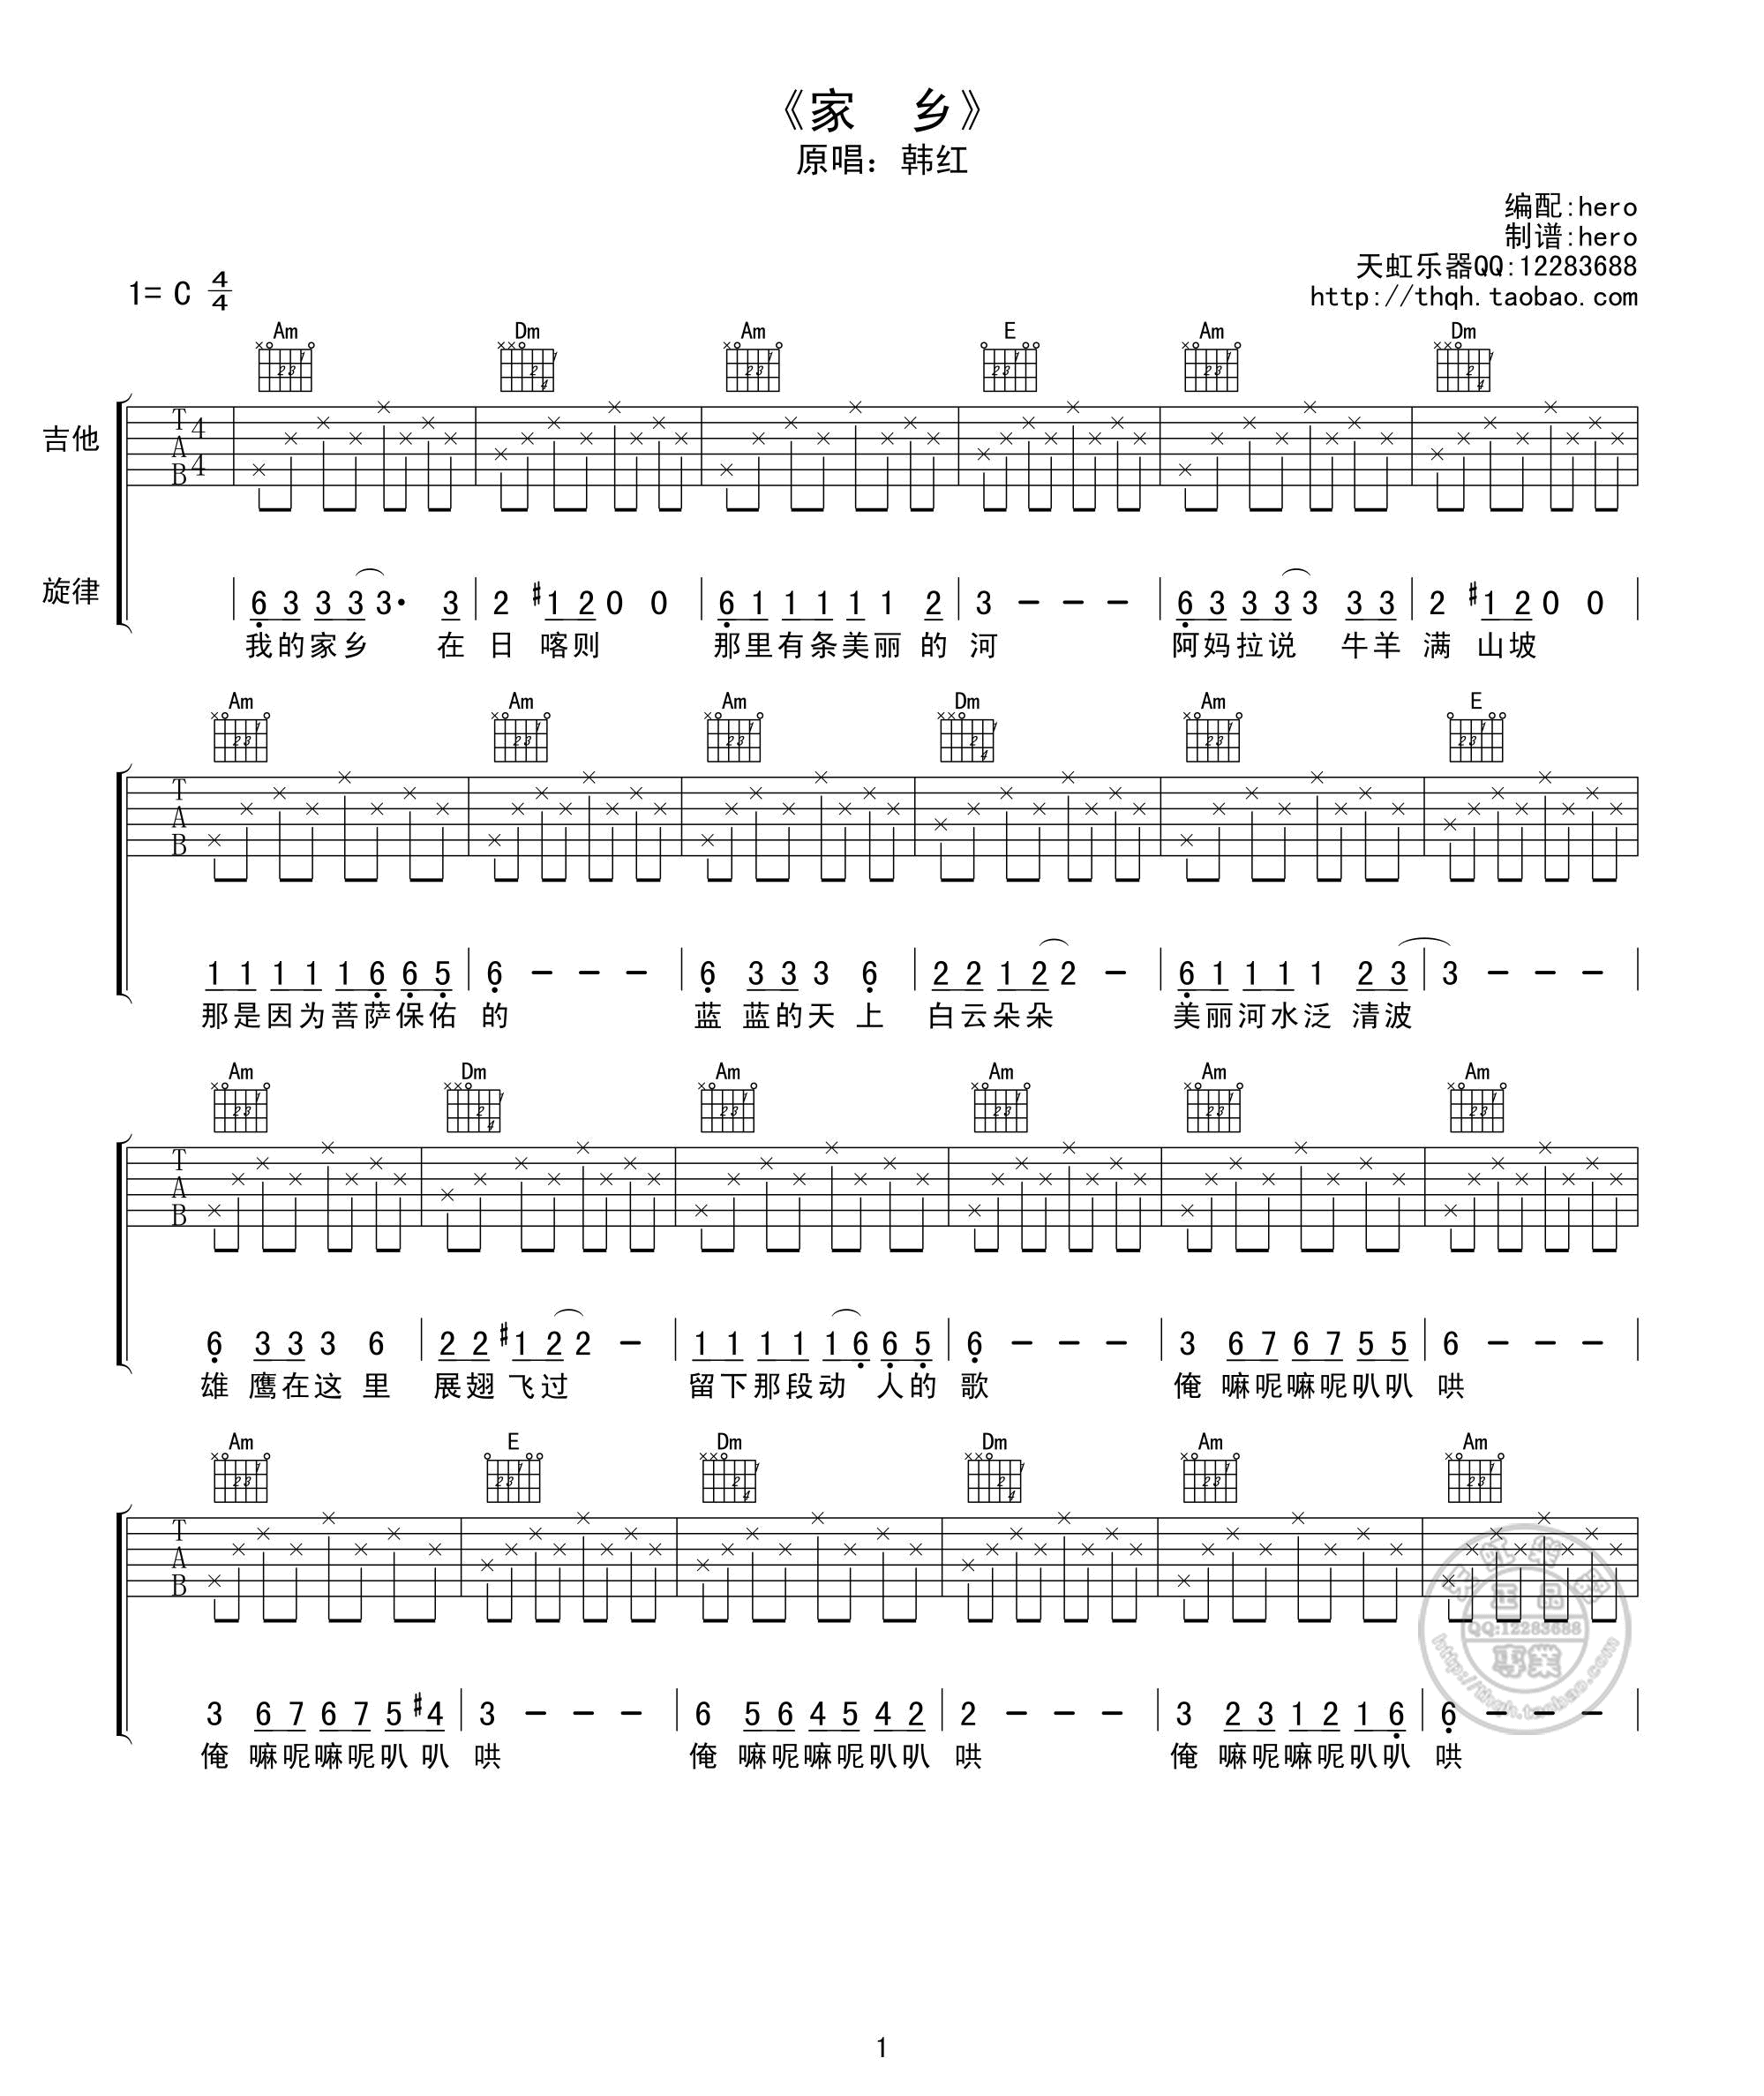 《家 乡》
原唱：韩红
编配:hero
制谱:hero
天虹乐器QQ:12283688
http://thqh.taobao.com
1= C 4/4
Am Dm Am E Am Dm
吉他 T A B 4 4
旋律 6 3 3 3 3· 3 | 2 #1 2 0 0 | 6 1 1 1 1 1 2 | 3 - - - | 6 3 3 3 3 3 3 | 2 #1 2 0 0 |
我的家乡 在 日 喀则 那里有条美丽 的 河 阿妈拉说 牛羊 满 山坡
Am Am Am Dm Am E
T A B
1 1 1 1 1 6 6 5 | 6 - - - | 6 3 3 3 6 | 2 2 1 2 2 - | 6 1 1 1 1 2 3 | 3 - - - |
那是因为菩萨保佑 的 蓝 蓝的天 上 白云朵朵 美丽河水泛 清波
Am Dm Am Am Am Am
T A B
6 3 3 3 6 | 2 2 #1 2 2 - | 1 1 1 1 1 6 6 5 | 6 - - - | 3 6 7 6 7 5 5 | 6 - - - |
雄 鹰在这 里 展翅 飞过 留下那段动 人的 歌 俺 嘛呢嘛呢叭叭 哄
Am E Dm Dm Am Am
T A B
3 6 7 6 7 5 #4 | 3 - - - | 6 5 6 4 5 4 2 | 2 - - - | 3 2 3 1 2 1 6 | 6 - - - |
俺 嘛呢嘛呢叭 叭 哄 俺 嘛呢嘛呢叭叭 哄 俺 嘛呢嘛呢叭叭 哄
天虹乐器
正品
QQ:12283688
專業
http://thqh.taobao.com
1